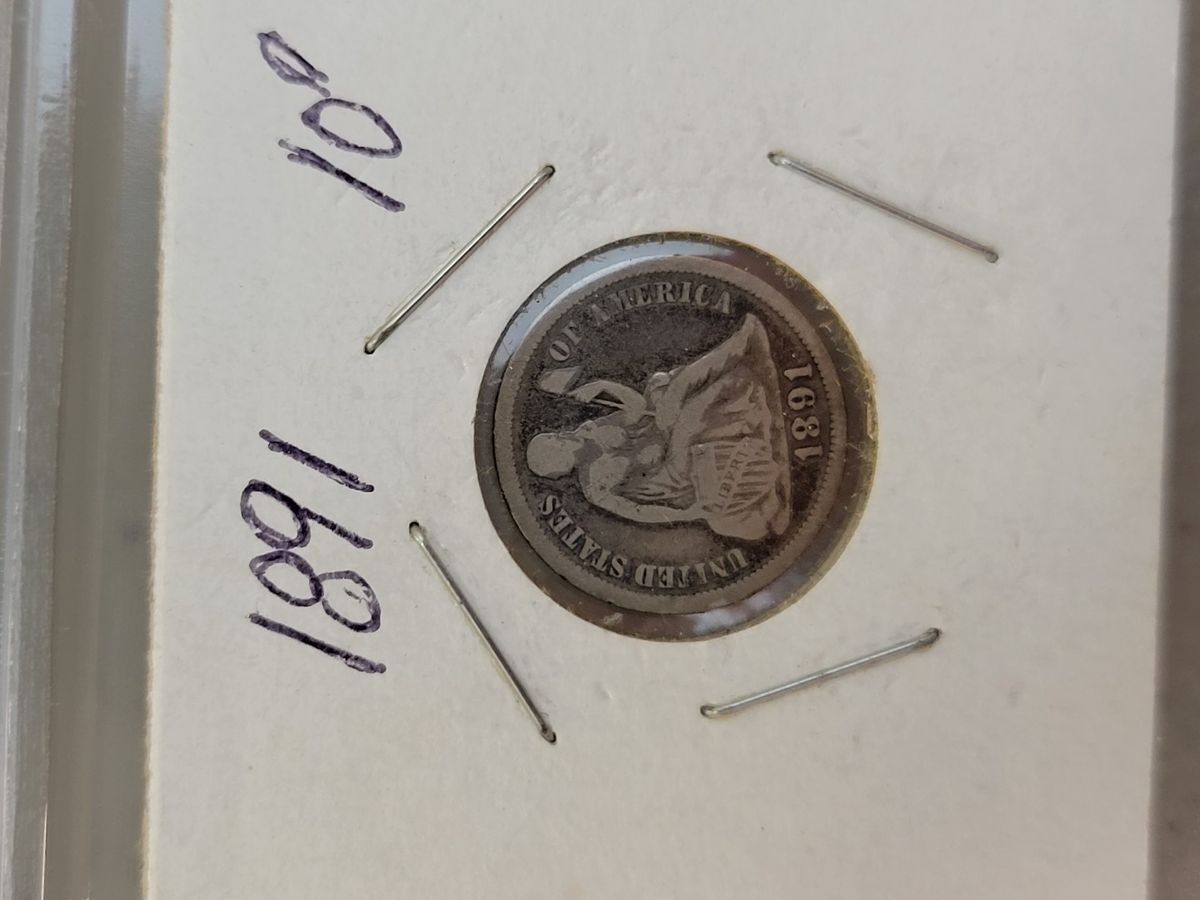 1891 10¢
UNITED STATES OF AMERICA
LIBERTY
1891